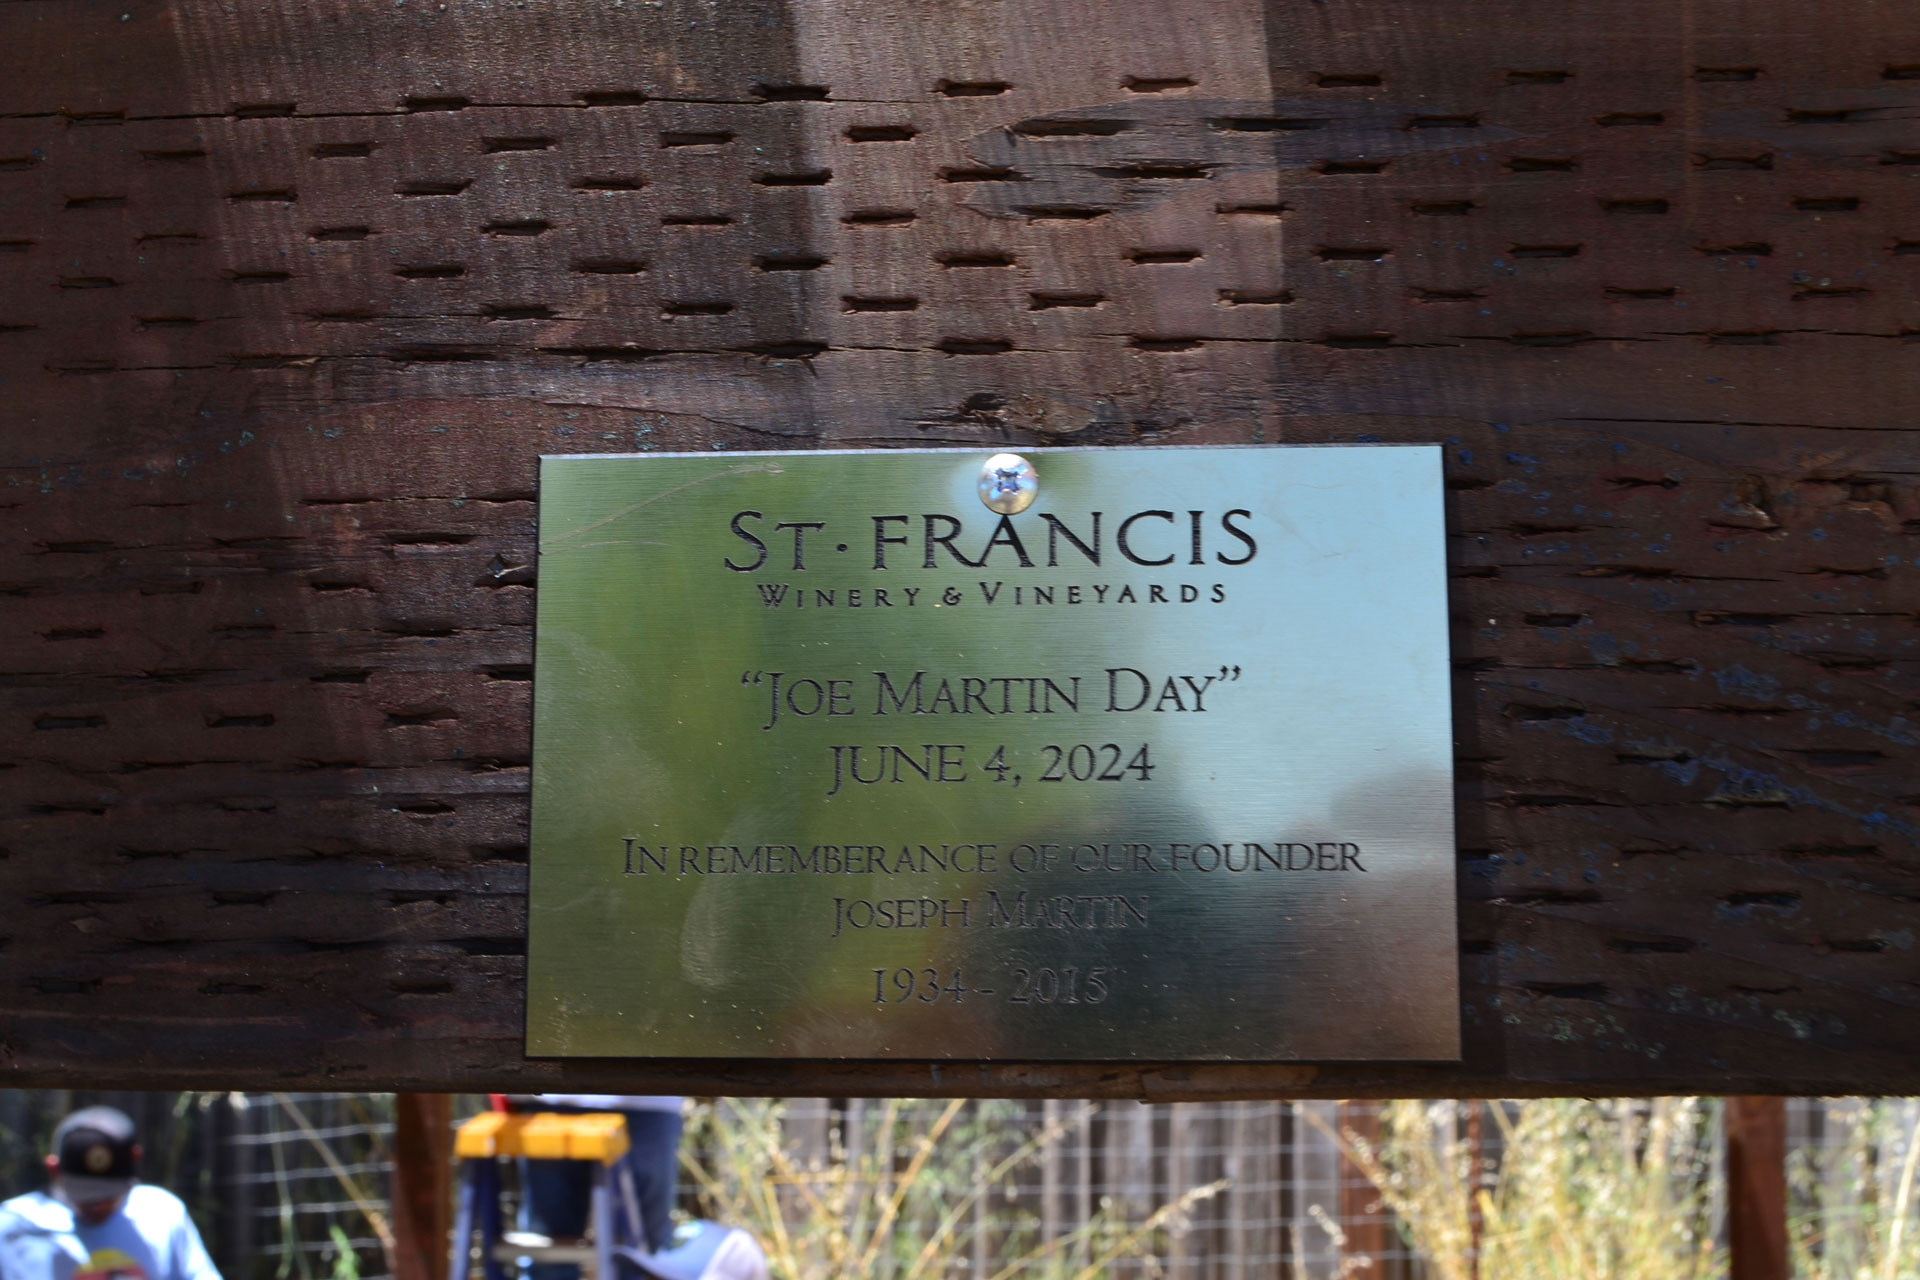 ST·FRANCIS
WINERY & VINEYARDS
“JOE MARTIN DAY”
JUNE 4, 2024
IN REMEMBERANCE OF OUR FOUNDER
JOSEPH MARTIN
1934 - 2015